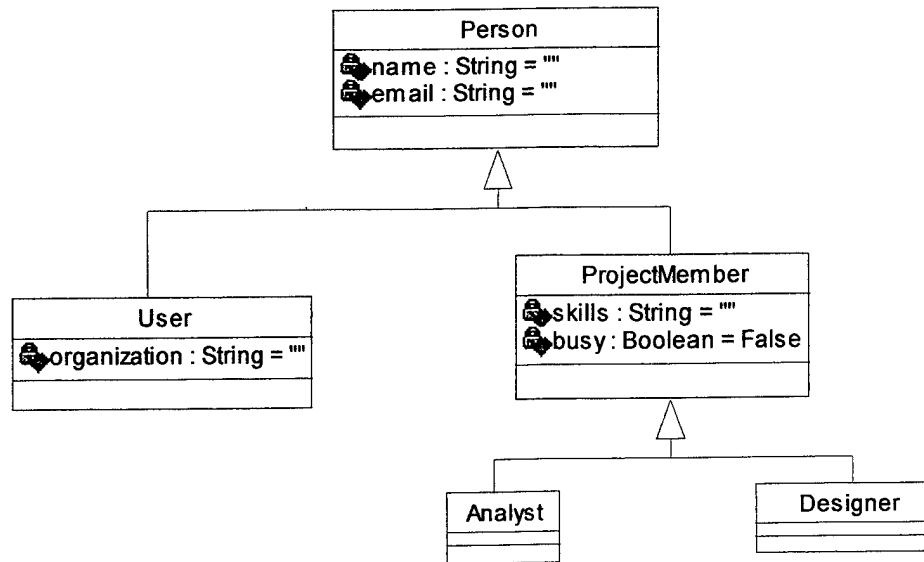 Person
name : String = ""
email : String = ""
ProjectMember
skills : String = ""
busy : Boolean = False
User
organization : String = ""
Analyst
Designer